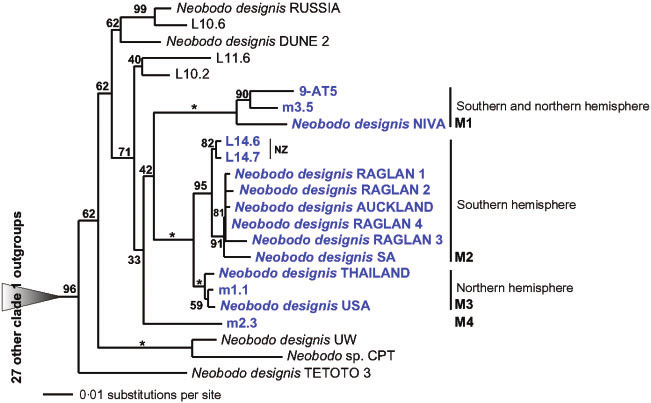 99
Neobodo designis RUSSIA
62
L10.6
Neobodo designis DUNE 2
40
L11.6
L10.2
62
90
9-AT5
*
m3.5
Southern and northern hemisphere
Neobodo designis NIVA
M1
71
42
82
L14.6
L14.7
NZ
95
Neobodo designis RAGLAN 1
Neobodo designis RAGLAN 2
81
Neobodo designis AUCKLAND
Southern hemisphere
62
Neobodo designis RAGLAN 4
*
91
Neobodo designis RAGLAN 3
33
Neobodo designis SA
M2
Neobodo designis THAILAND
*
m1.1
Northern hemisphere
96
59
Neobodo designis USA
M3
m2.3
M4
27 other clade 1 outgroups
Neobodo designis UW
*
Neobodo sp. CPT
Neobodo designis TETOTO 3
0·01 substitutions per site